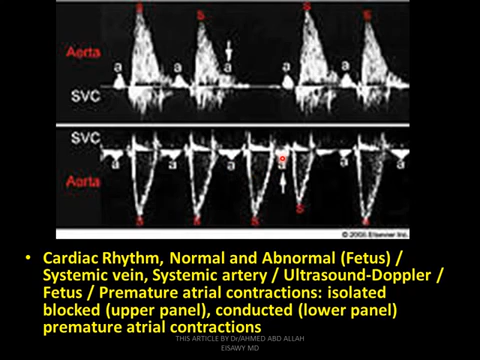 S
S
S
S
Aorta
a
a
a
a
a
SVC
SVC
a
a
a
a
a
a
Aorta
S
S
S
S
S
© 2005 Elsevier Inc.
• Cardiac Rhythm, Normal and Abnormal (Fetus) /
Systemic vein, Systemic artery / Ultrasound-Doppler /
Fetus / Premature atrial contractions: isolated
blocked (upper panel), conducted (lower panel)
premature atrial contractions
THIS ARTICLE BY Dr/AHMED ABD ALLAH
EISAWY MD